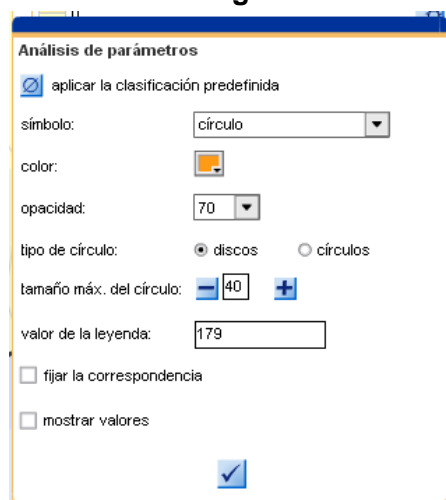 Análisis de parámetros
aplicar la clasificación predefinida
símbolo: círculo
color:
opacidad: 70
tipo de círculo: discos círculos
tamaño máx. del círculo: 40
valor de la leyenda: 179
fijar la correspondencia
mostrar valores